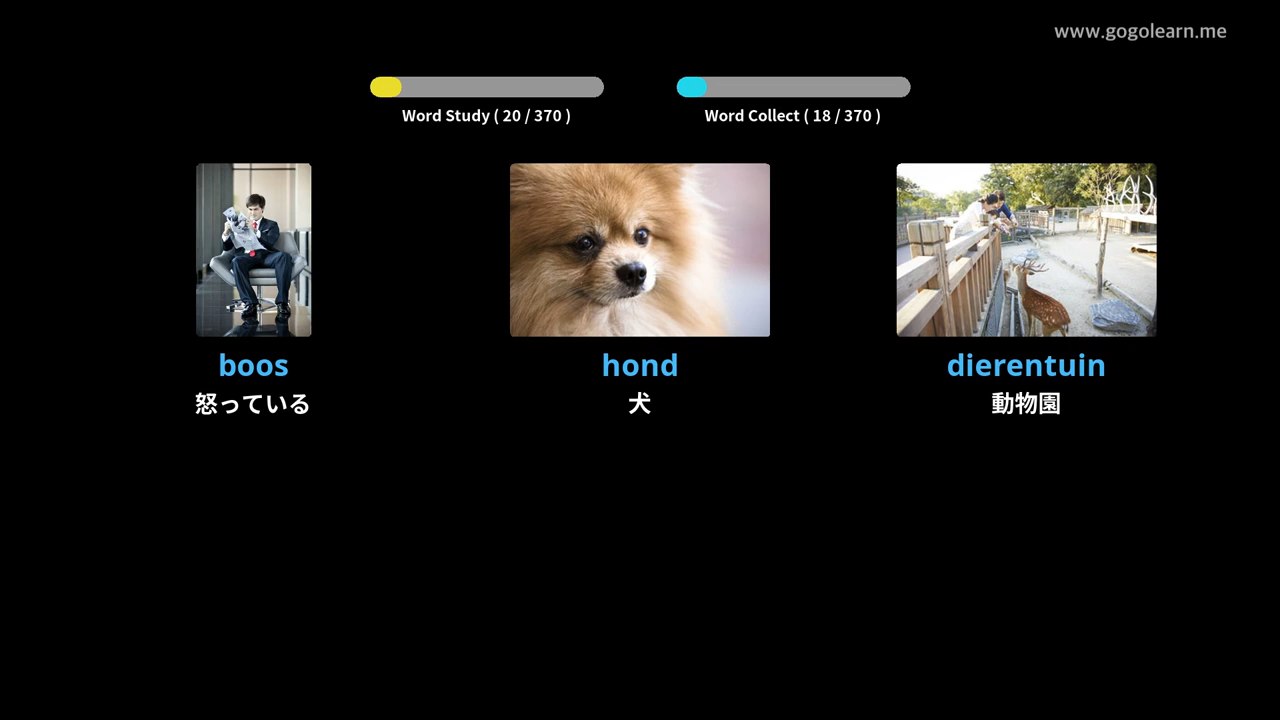 www.gogolearn.me
Word Study ( 20 / 370 )
Word Collect ( 18 / 370 )
boos
怒っている
hond
犬
dierentuin
動物園